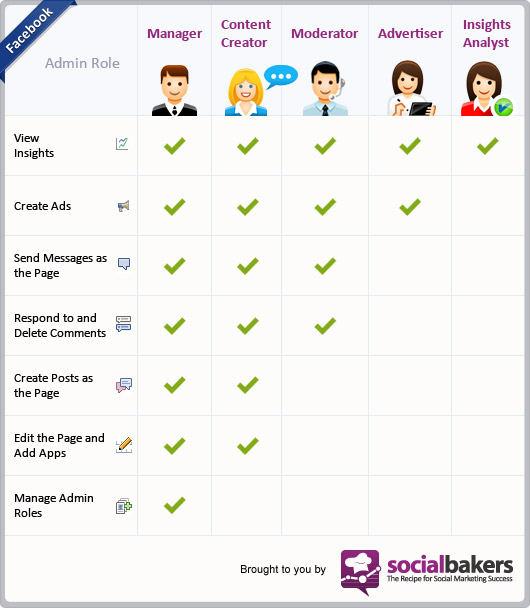 Facebook
Admin Role
Manager
Content
Creator
Moderator
Advertiser
Insights
Analyst
View
Insights
Create Ads
Send Messages as
the Page
Respond to and
Delete Comments
Create Posts as
the Page
Edit the Page and
Add Apps
Manage Admin
Roles
Brought to you by
socialbakers
The Recipe for Social Marketing Success